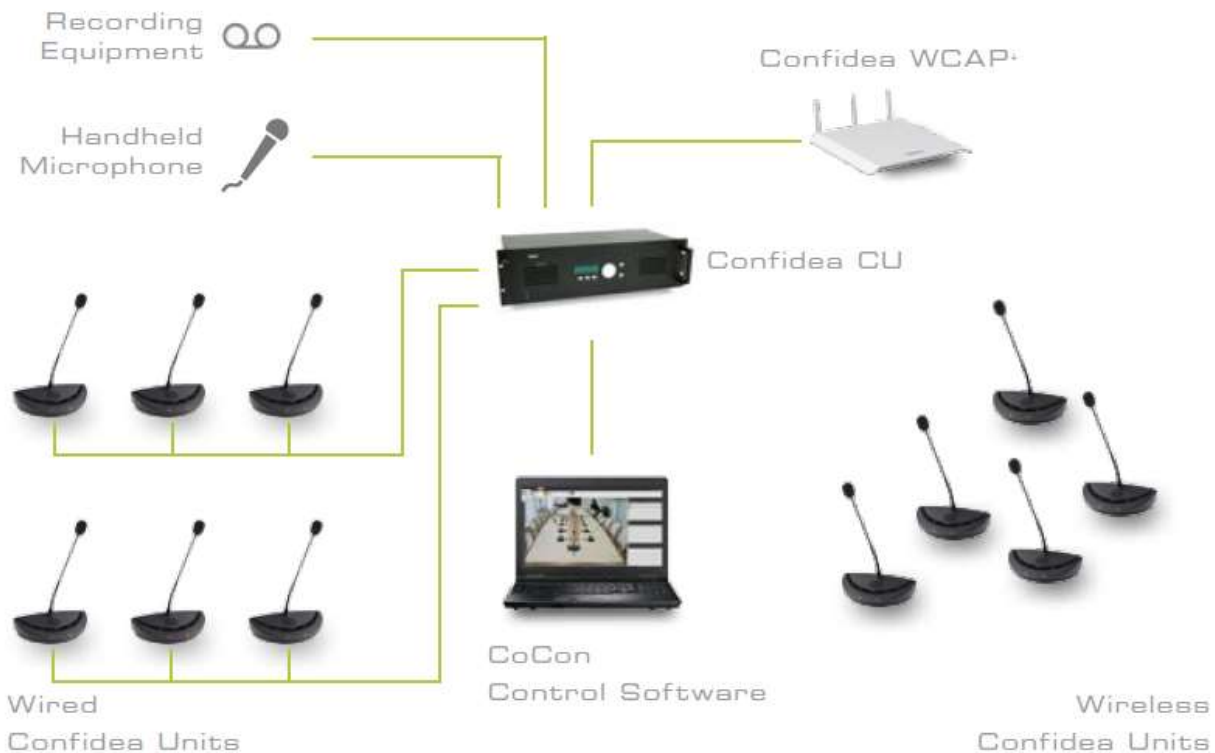 Recording
Equipment
Confidea WCAP+
Handheld
Microphone
Confidea CU
CoCon
Control Software
Wired
Confidea Units
Wireless
Confidea Units